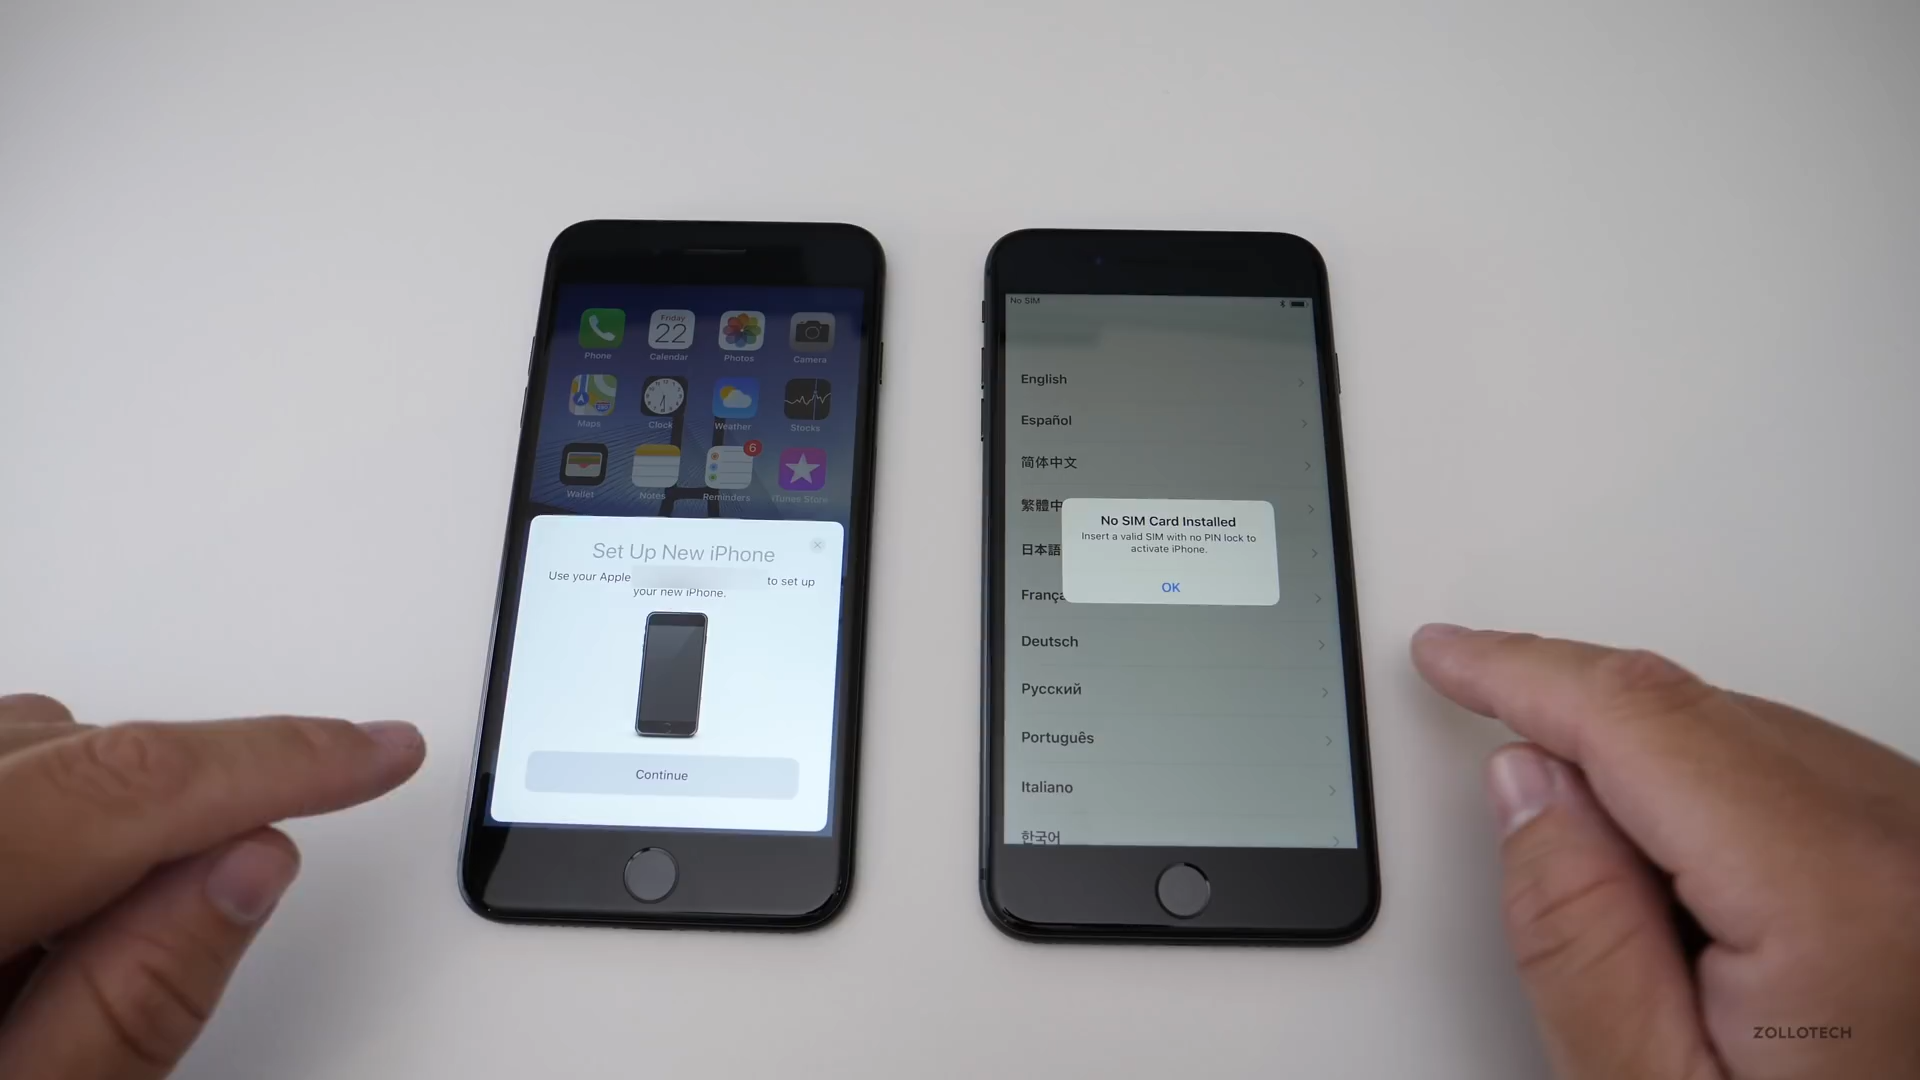 Friday
22
Phone
Calendar
Photos
Camera
Maps
Clock
Weather
Stocks
6
Wallet
Notes
Reminders
iTunes Store
Set Up New iPhone
Use your Apple
to set up
your new iPhone.
Continue
No SIM
English
Español
简体中文
繁體中
日本語
França
Deutsch
Русский
Português
Italiano
한국어
No SIM Card Installed
Insert a valid SIM with no PIN lock to
activate iPhone.
OK
ZOLLOTECH